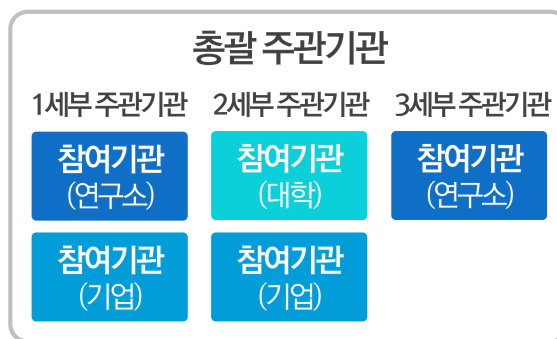 총괄 주관기관
1세부 주관기관 2세부 주관기관 3세부 주관기관
참여기관 참여기관 참여기관
(연구소) (대학) (연구소)
참여기관 참여기관
(기업) (기업)